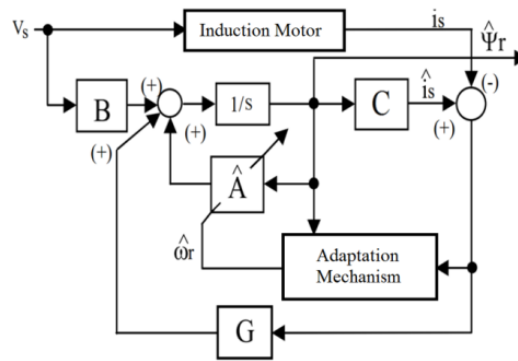 Vs
Induction Motor
is
Ψ̂r
(-)
B
(+)
1/s
C
îs
(+)
(+)
(+)
Â
ω̂r
Adaptation
Mechanism
G